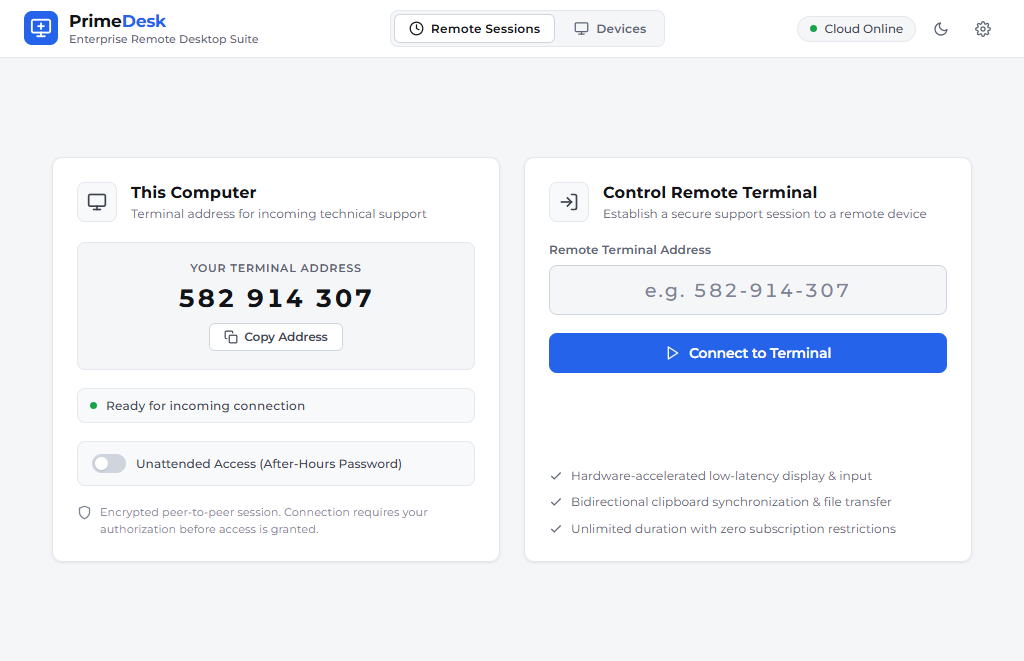 PrimeDesk
Enterprise Remote Desktop Suite
Remote Sessions
Devices
Cloud Online
This Computer
Terminal address for incoming technical support
YOUR TERMINAL ADDRESS
582 914 307
Copy Address
Ready for incoming connection
Unattended Access (After-Hours Password)
Encrypted peer-to-peer session. Connection requires your
authorization before access is granted.
Control Remote Terminal
Establish a secure support session to a remote device
Remote Terminal Address
e.g. 582-914-307
Connect to Terminal
Hardware-accelerated low-latency display & input
Bidirectional clipboard synchronization & file transfer
Unlimited duration with zero subscription restrictions